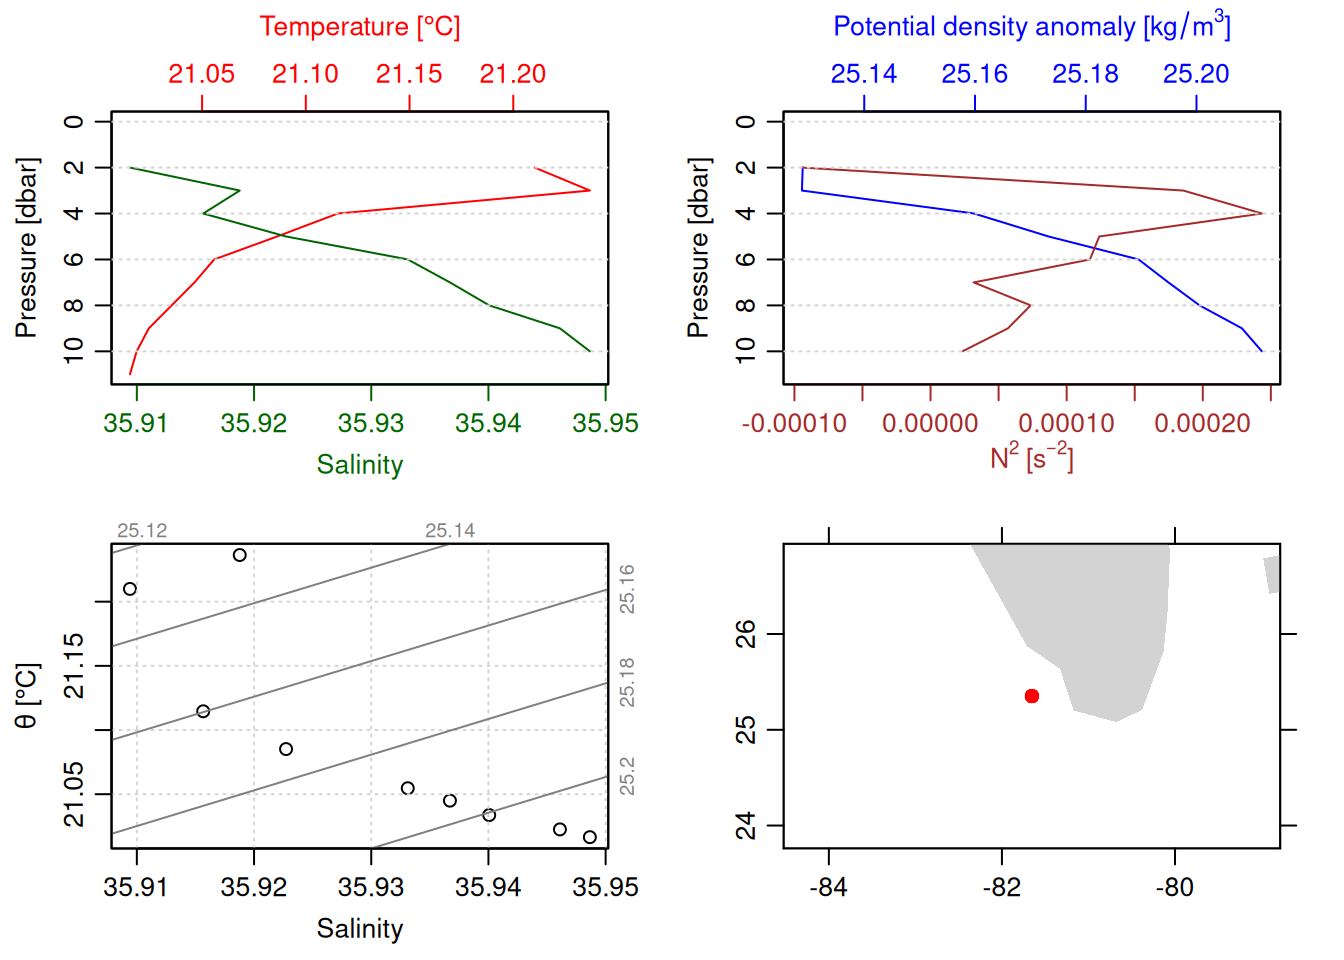 Temperature [°C]
21.05 21.10 21.15 21.20
Pressure [dbar]
0
2
4
6
8
10
35.91 35.92 35.93 35.94 35.95
Salinity
Potential density anomaly [kg/m³]
25.14 25.16 25.18 25.20
Pressure [dbar]
0
2
4
6
8
10
-0.00010 0.00000 0.00010 0.00020
N² [s⁻²]
25.12 25.14
25.16
25.18
25.2
θ [°C]
21.15
21.05
35.91 35.92 35.93 35.94 35.95
Salinity
26
25
24
-84 -82 -80